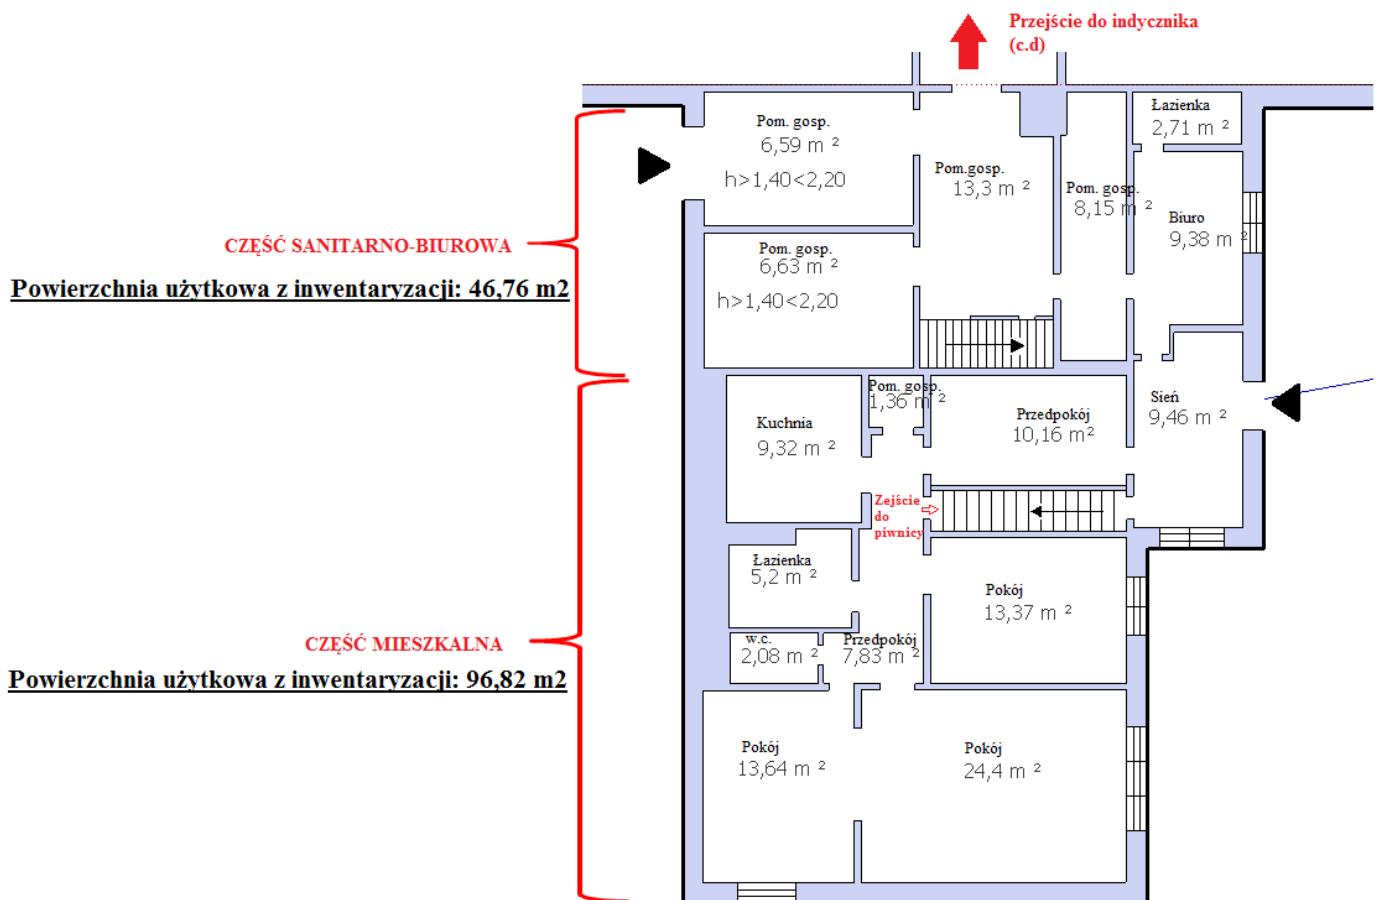 Przejście do indycznika
(c.d)
Łazienka
2,71 m ²
Pom. gosp.
6,59 m ²
h>1,40<2,20
Pom.gosp.
13,3 m ²
Pom. gosp.
8,15 m ²
Biuro
9,38 m ²
CZĘŚĆ SANITARNO-BIUROWA
Powierzchnia użytkowa z inwentaryzacji: 46,76 m2
Pom. gosp.
6,63 m ²
h>1,40<2,20
Pom. gosp.
1,36 m ²
Kuchnia
9,32 m ²
Przedpokój
10,16 m²
Sień
9,46 m ²
Zejście
do
piwnicy
Łazienka
5,2 m ²
Pokój
13,37 m ²
CZĘŚĆ MIESZKALNA
Powierzchnia użytkowa z inwentaryzacji: 96,82 m2
w.c.
2,08 m ²
Przedpokój
7,83 m ²
Pokój
13,64 m ²
Pokój
24,4 m ²